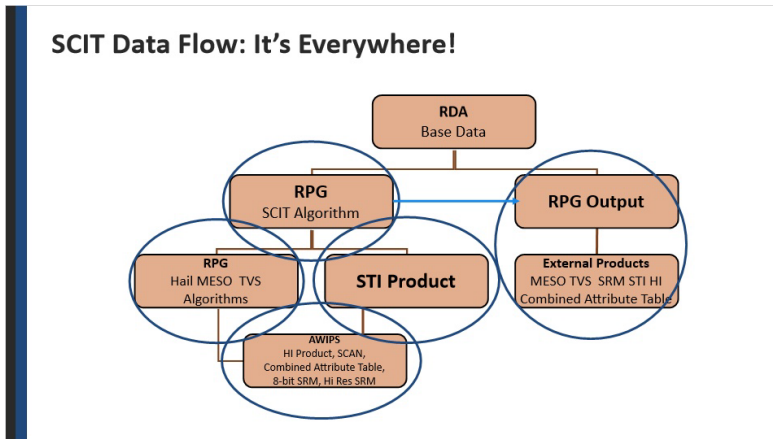 SCIT Data Flow: It's Everywhere!
RDA
Base Data
RPG
SCIT Algorithm
RPG Output
RPG
Hail MESO TVS
Algorithms
STI Product
External Products
MESO TVS SRM STI HI
Combined Attribute Table
AWIPS
HI Product, SCAN,
Combined Attribute Table,
8-bit SRM, Hi Res SRM